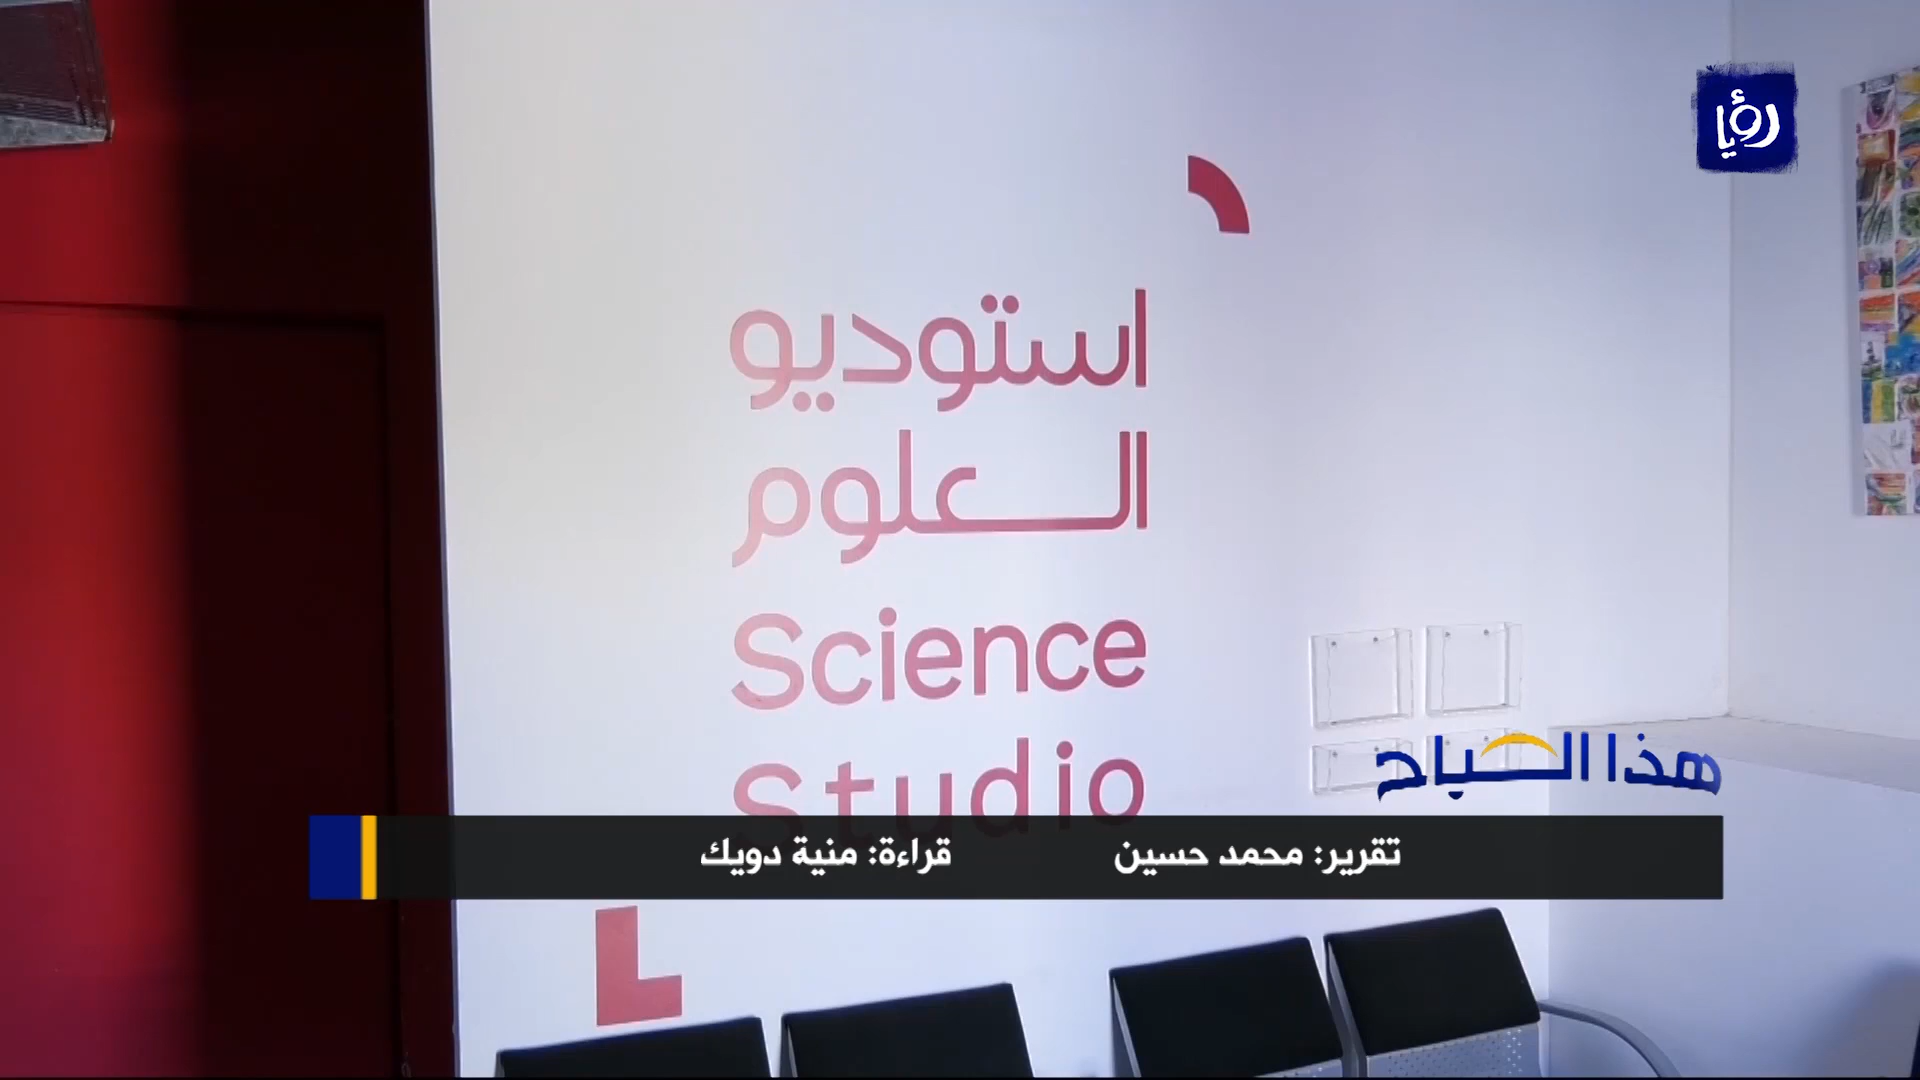 رؤيا
استوديو
العلوم
Science
Studio
هذا الصباح
تقرير: محمد حسين
قراءة: منية دويك